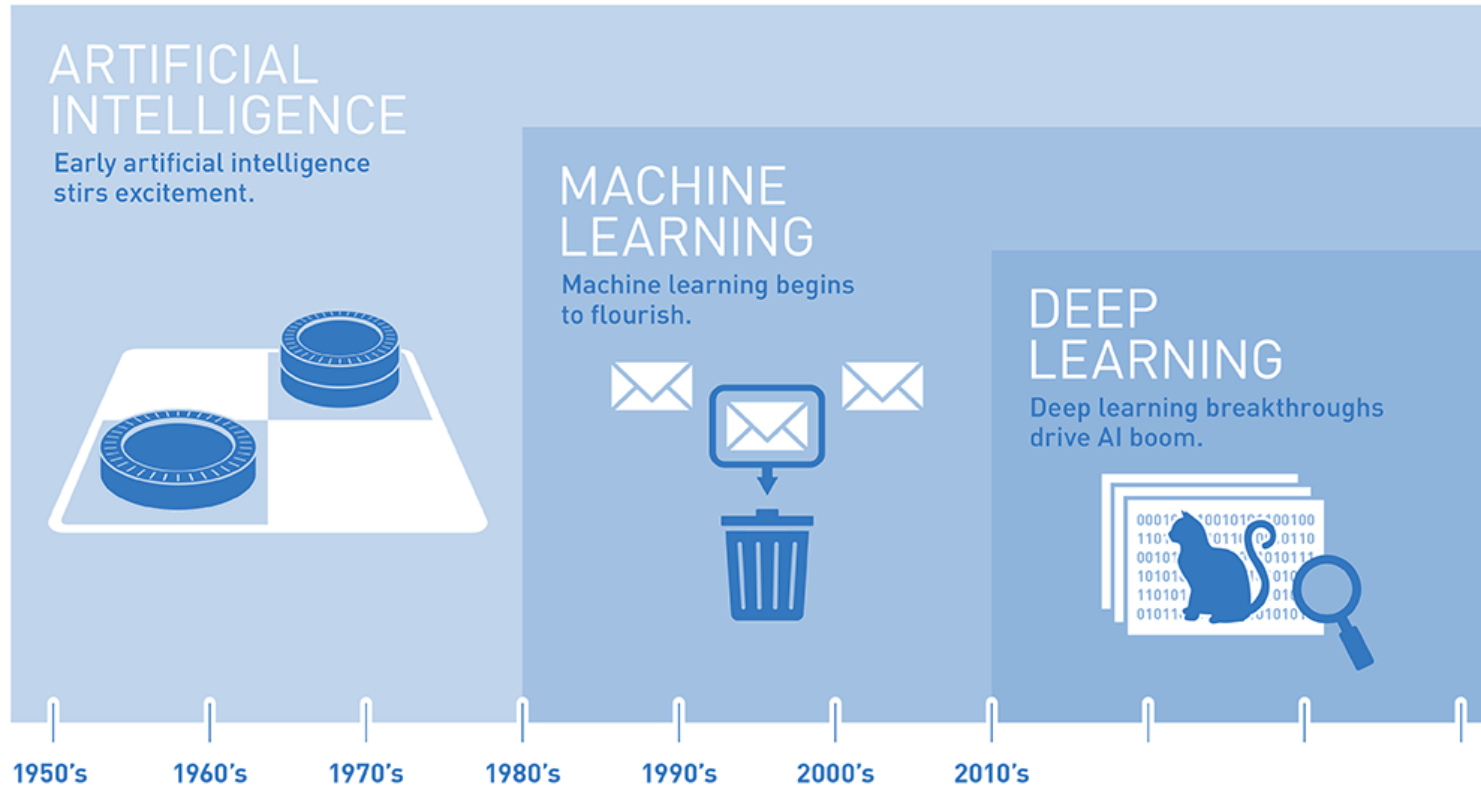 ARTIFICIAL
INTELLIGENCE
Early artificial intelligence
stirs excitement.
MACHINE
LEARNING
Machine learning begins
to flourish.
DEEP
LEARNING
Deep learning breakthroughs
drive AI boom.
1950's
1960's
1970's
1980's
1990's
2000's
2010's